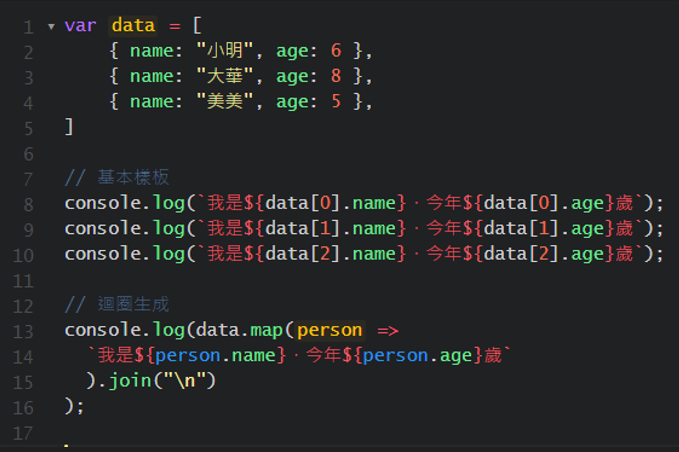 1 var data = [
2 { name: "小明", age: 6 },
3 { name: "大華", age: 8 },
4 { name: "美美", age: 5 },
5 ]
6
7 // 基本樣板
8 console.log(`我是${data[0].name}，今年${data[0].age}歲`);
9 console.log(`我是${data[1].name}，今年${data[1].age}歲`);
10 console.log(`我是${data[2].name}，今年${data[2].age}歲`);
11
12 // 迴圈生成
13 console.log(data.map(person =>
14 `我是${person.name}，今年${person.age}歲`
15 ).join("\n")
16 );
17